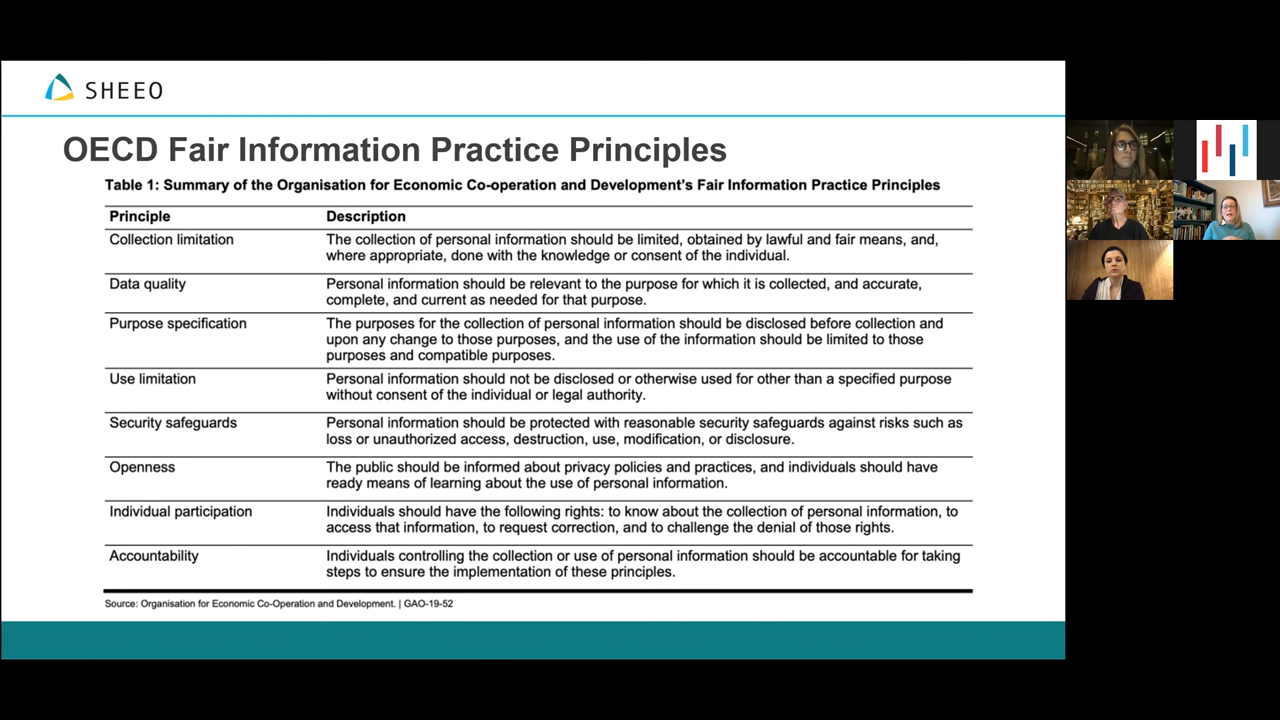 SHEEO
OECD Fair Information Practice Principles
Table 1: Summary of the Organisation for Economic Co-operation and Development's Fair Information Practice Principles
Principle Description
Collection limitation The collection of personal information should be limited, obtained by lawful and fair means, and,
where appropriate, done with the knowledge or consent of the individual.
Data quality Personal information should be relevant to the purpose for which it is collected, and accurate,
complete, and current as needed for that purpose.
Purpose specification The purposes for the collection of personal information should be disclosed before collection and
upon any change to those purposes, and the use of the information should be limited to those
purposes and compatible purposes.
Use limitation Personal information should not be disclosed or otherwise used for other than a specified purpose
without consent of the individual or legal authority.
Security safeguards Personal information should be protected with reasonable security safeguards against risks such as
loss or unauthorized access, destruction, use, modification, or disclosure.
Openness The public should be informed about privacy policies and practices, and individuals should have
ready means of learning about the use of personal information.
Individual participation Individuals should have the following rights: to know about the collection of personal information, to
access that information, to request correction, and to challenge the denial of those rights.
Accountability Individuals controlling the collection or use of personal information should be accountable for taking
steps to ensure the implementation of these principles.
Source: Organisation for Economic Co-Operation and Development. | GAO-19-52